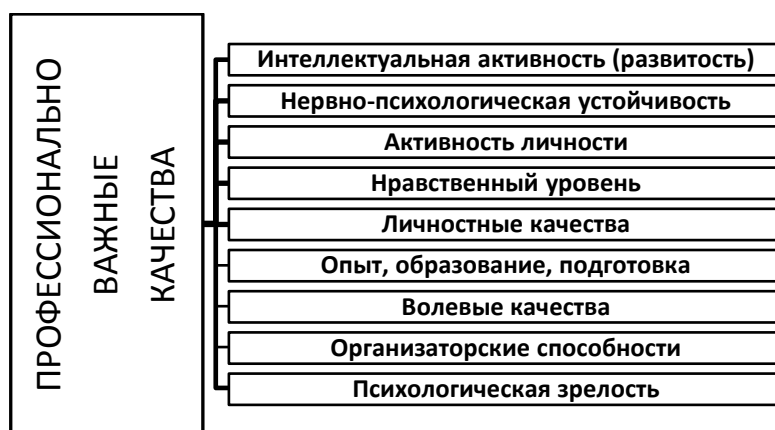 ПРОФЕССИОНАЛЬНО
ВАЖНЫЕ
КАЧЕСТВА
Интеллектуальная активность (развитость)
Нервно-психологическая устойчивость
Активность личности
Нравственный уровень
Личностные качества
Опыт, образование, подготовка
Волевые качества
Организаторские способности
Психологическая зрелость